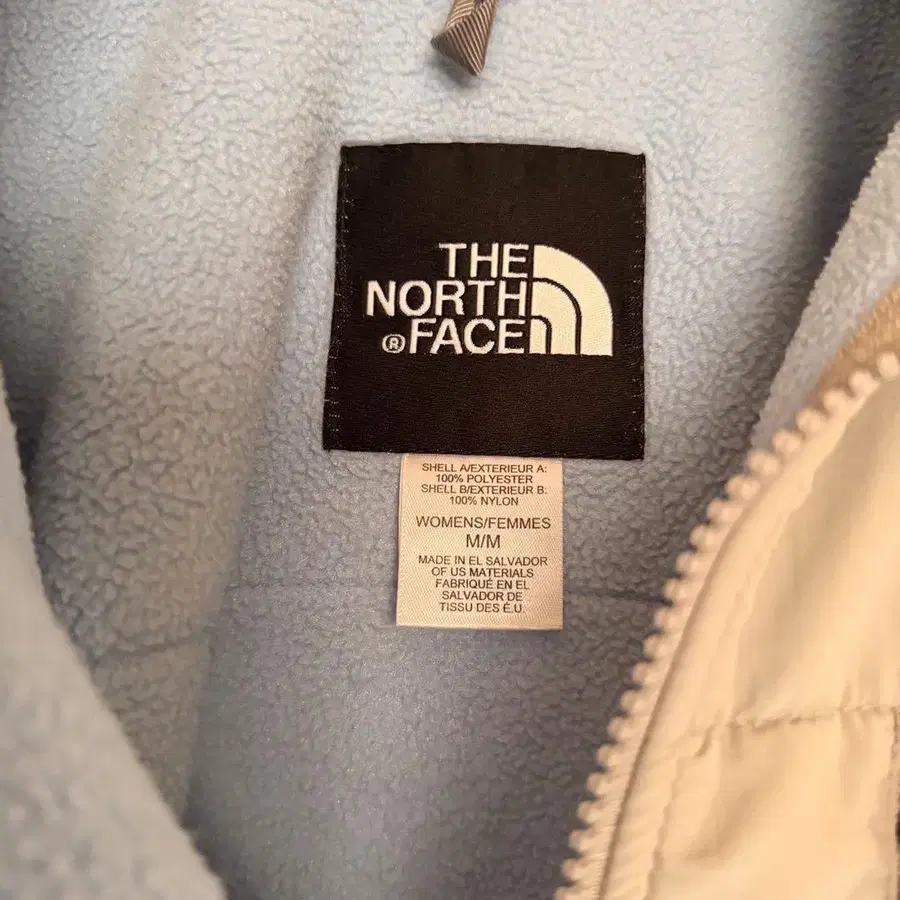 THE
NORTH
® FACE
SHELL A/EXTERIEUR A:
100% POLYESTER
SHELL B/EXTERIEUR B:
100% NYLON
WOMENS/FEMMES
M/M
MADE IN EL SALVADOR
OF US MATERIALS
FABRIQUÉ EN EL
SALVADOR DE
TISSU DES É.U.